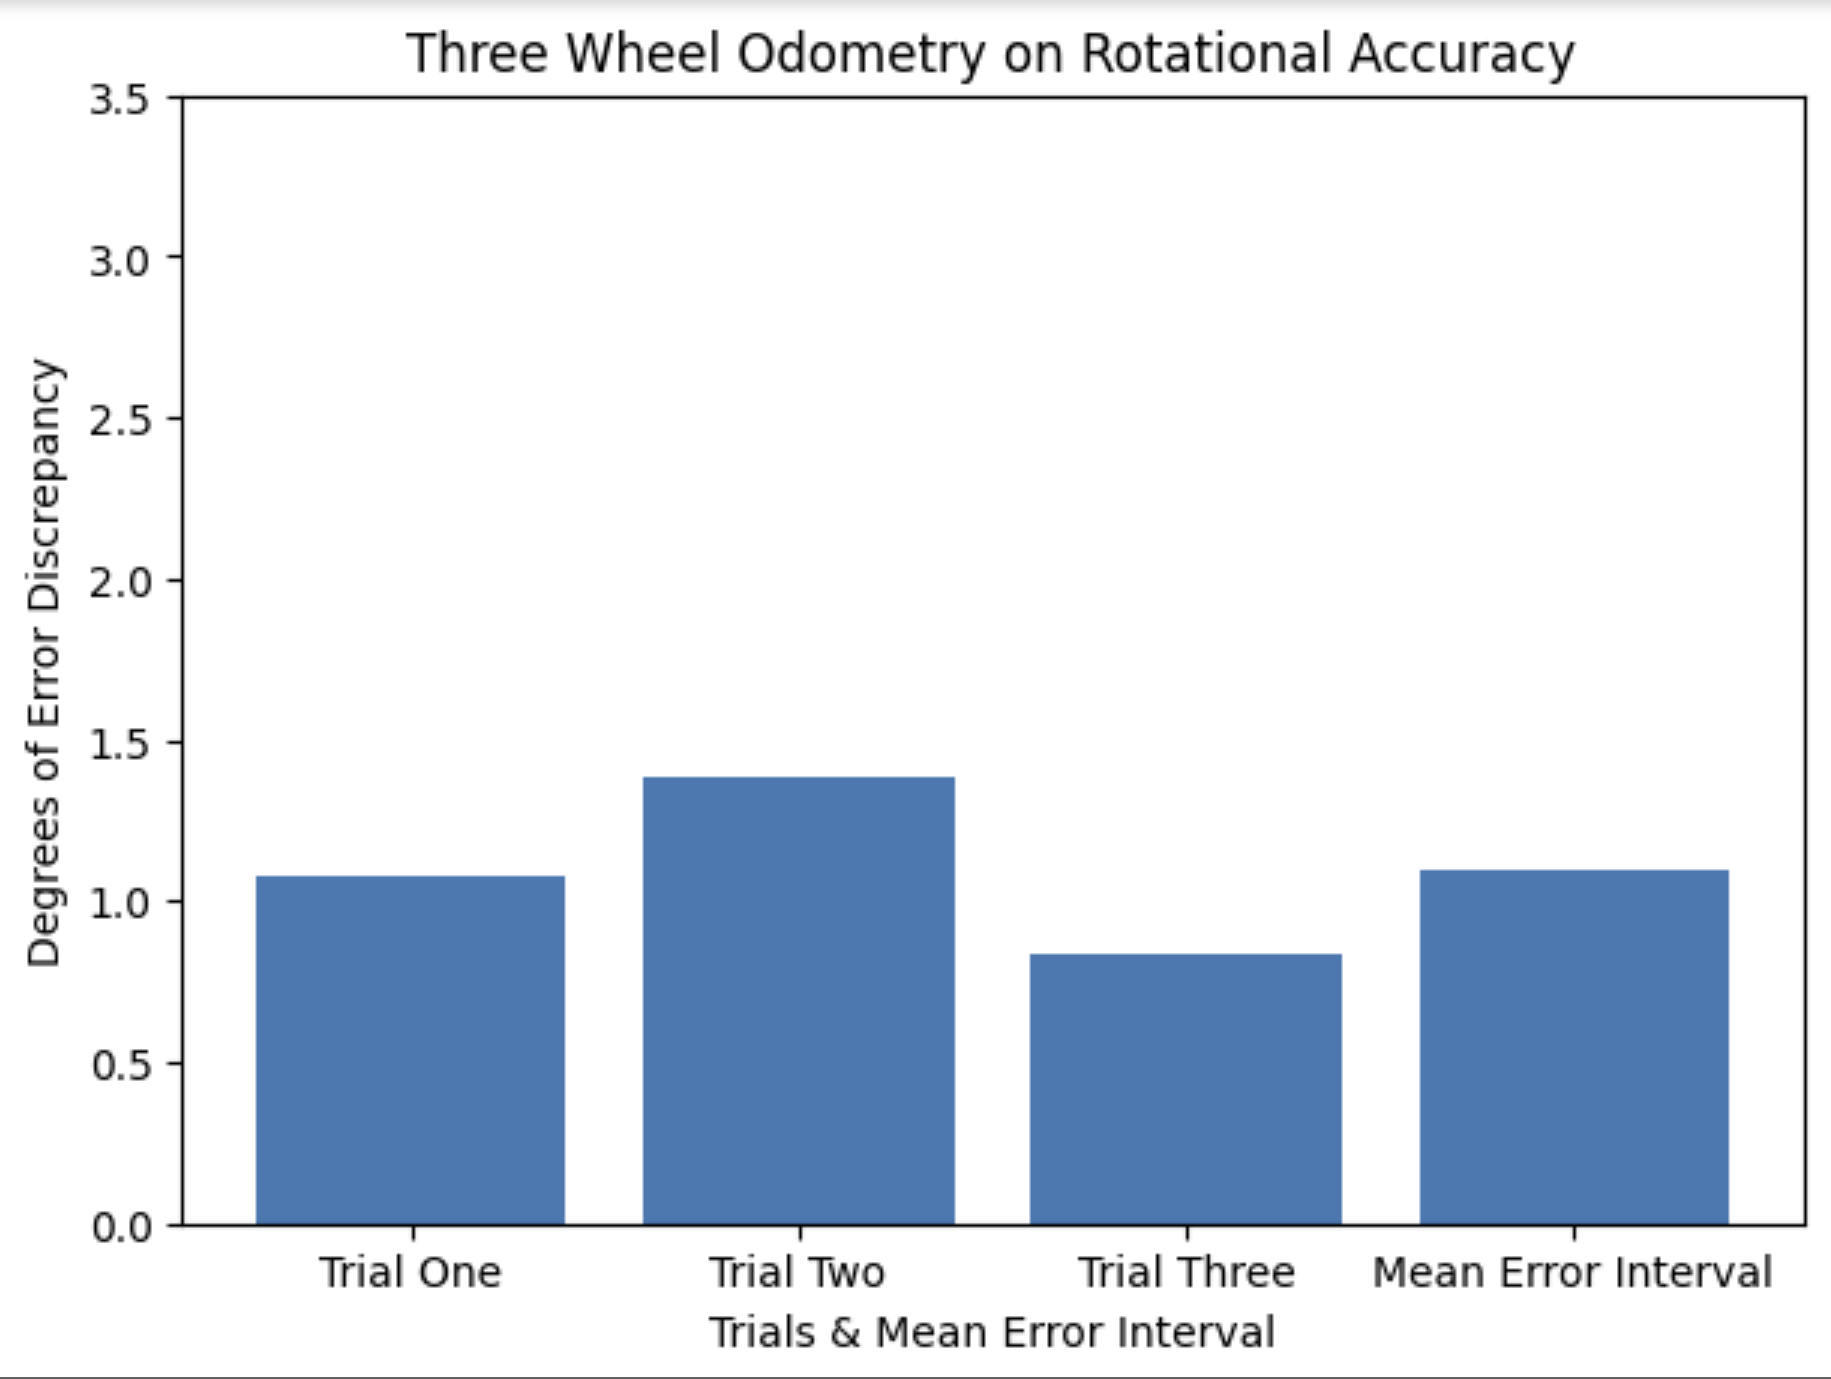 Three Wheel Odometry on Rotational Accuracy
3.5
3.0
2.5
2.0
1.5
1.0
0.5
0.0
Degrees of Error Discrepancy
Trial One
Trial Two
Trial Three
Mean Error Interval
Trials & Mean Error Interval